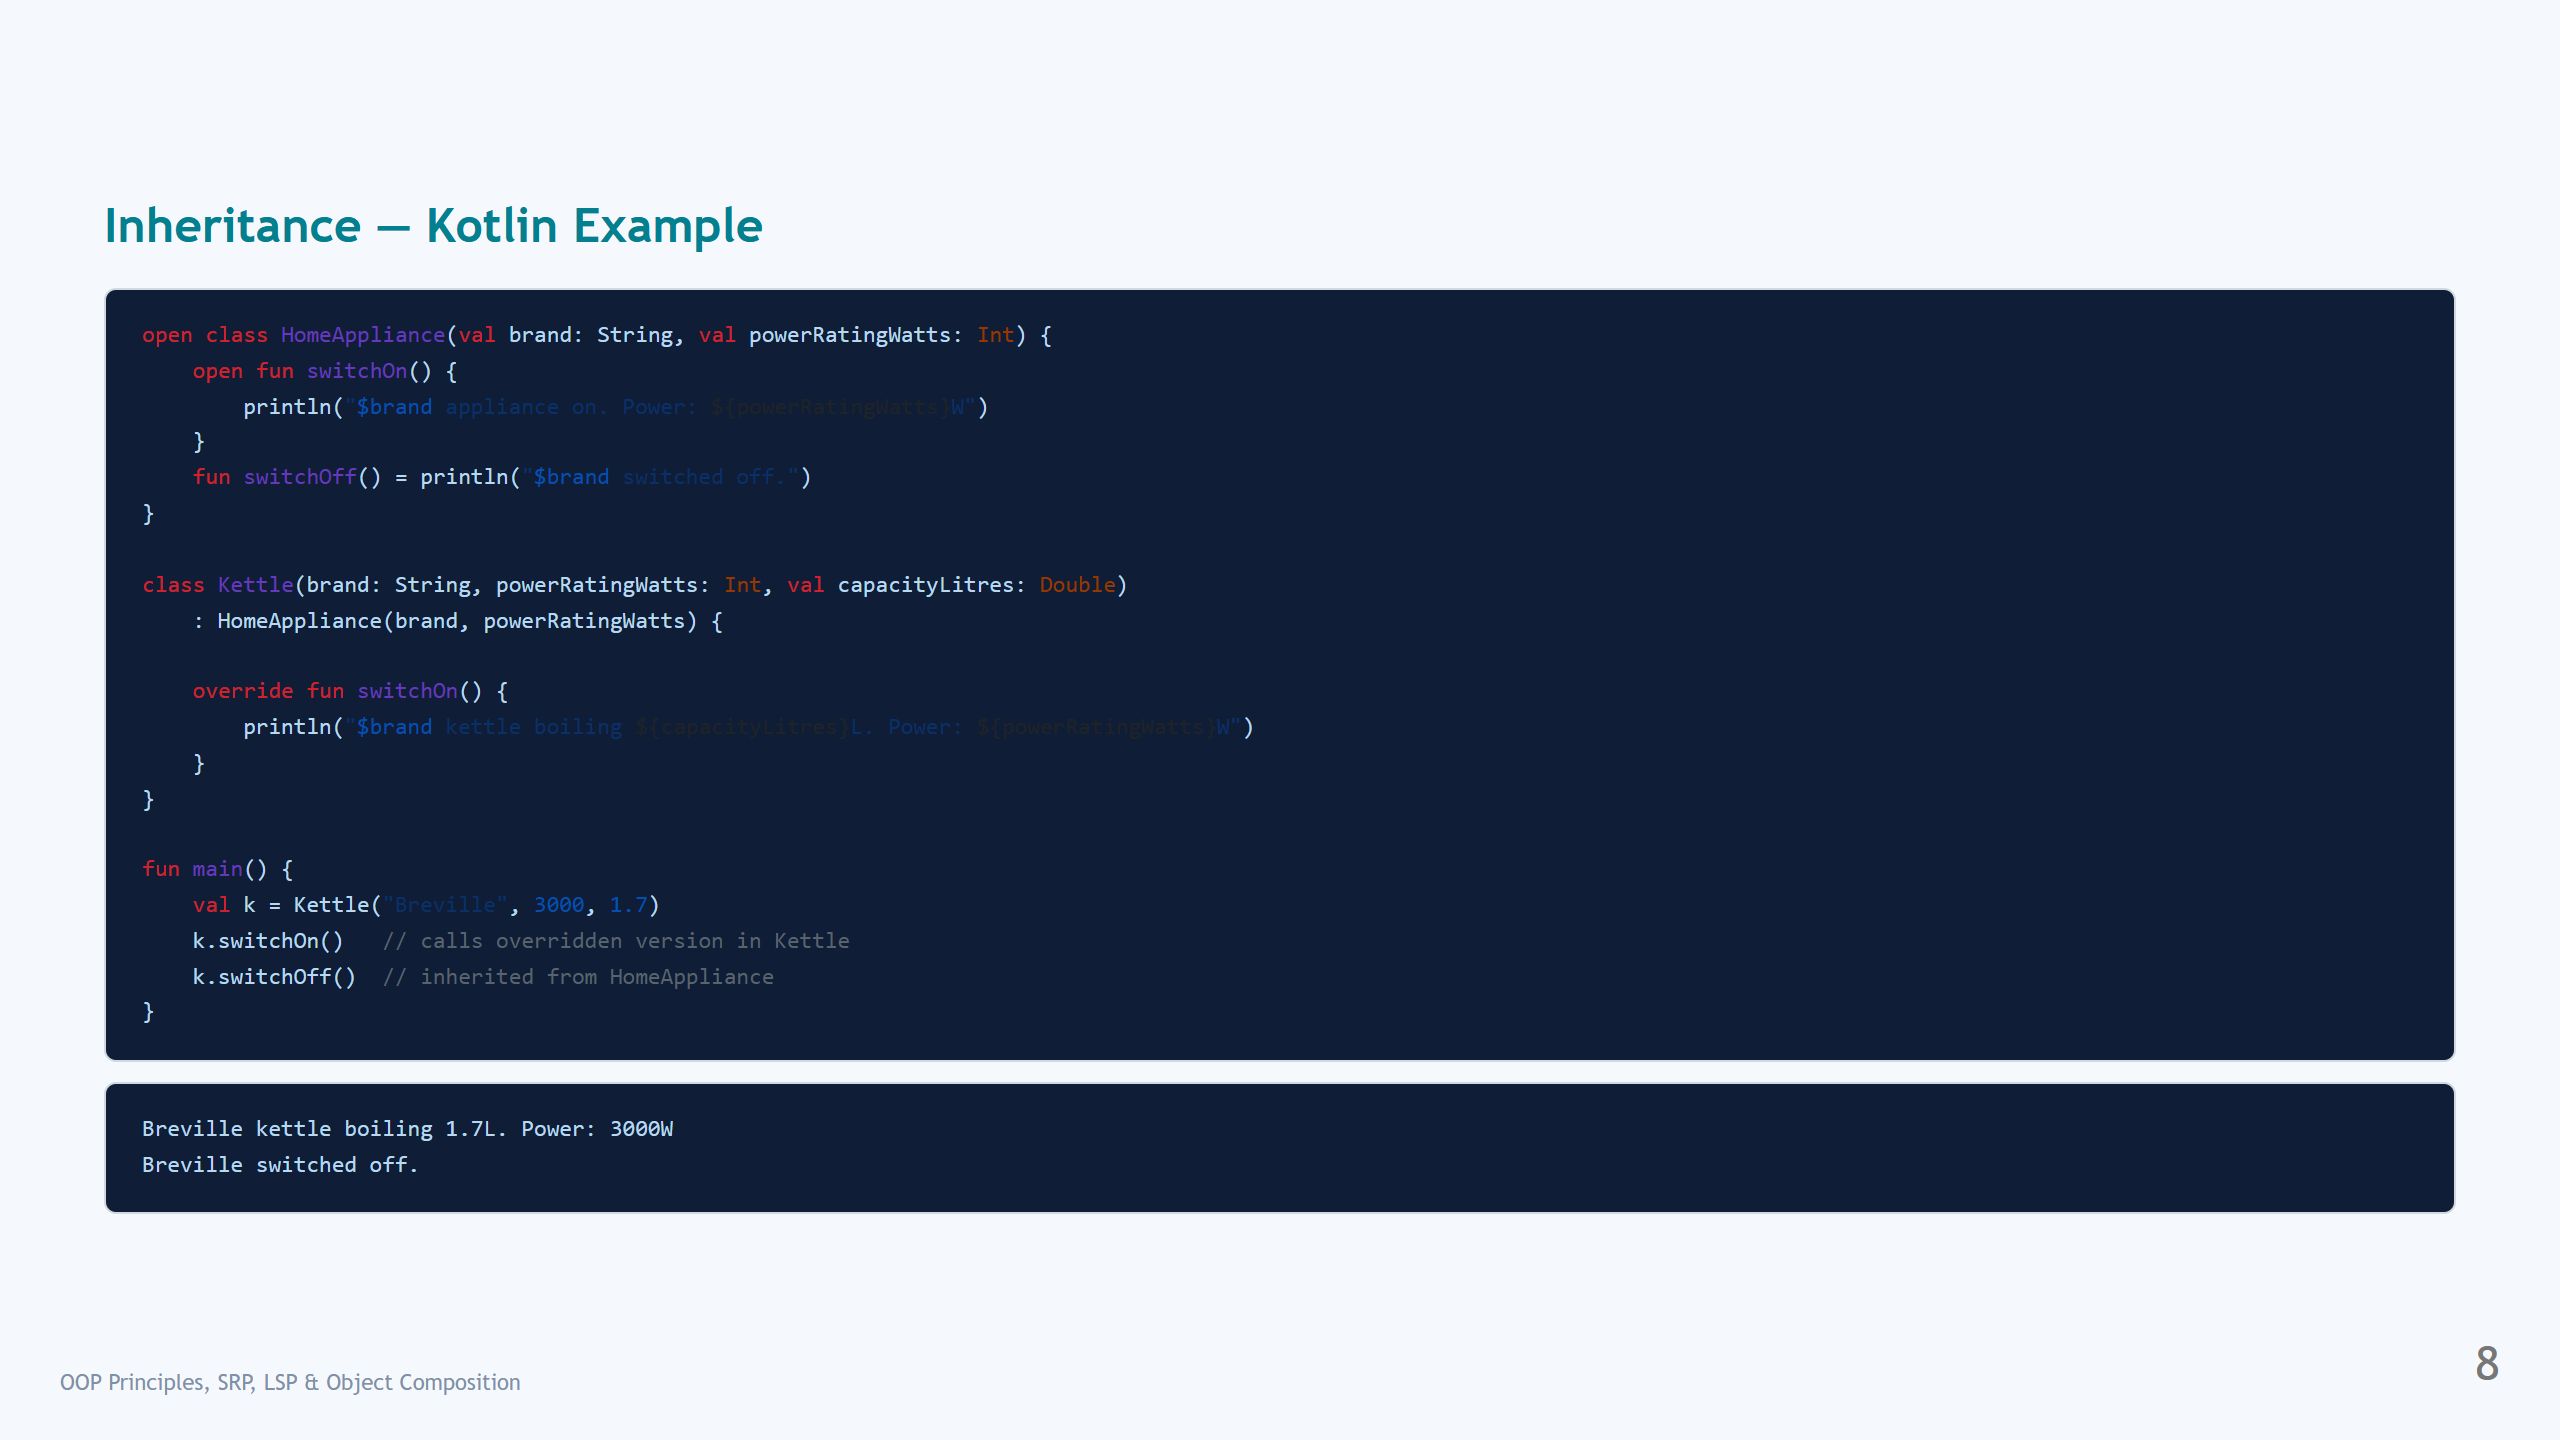 Inheritance — Kotlin Example
open class HomeAppliance(val brand: String, val powerRatingWatts: Int) {
    open fun switchOn() {
        println("$brand appliance on. Power: ${powerRatingWatts}W")
    }
    fun switchOff() = println("$brand switched off.")
}
class Kettle(brand: String, powerRatingWatts: Int, val capacityLitres: Double)
    : HomeAppliance(brand, powerRatingWatts) {
    override fun switchOn() {
        println("$brand kettle boiling ${capacityLitres}L. Power: ${powerRatingWatts}W")
    }
}
fun main() {
    val k = Kettle("Breville", 3000, 1.7)
    k.switchOn()   // calls overridden version in Kettle
    k.switchOff()  // inherited from HomeAppliance
}
Breville kettle boiling 1.7L. Power: 3000W
Breville switched off.
OOP Principles, SRP, LSP & Object Composition
8